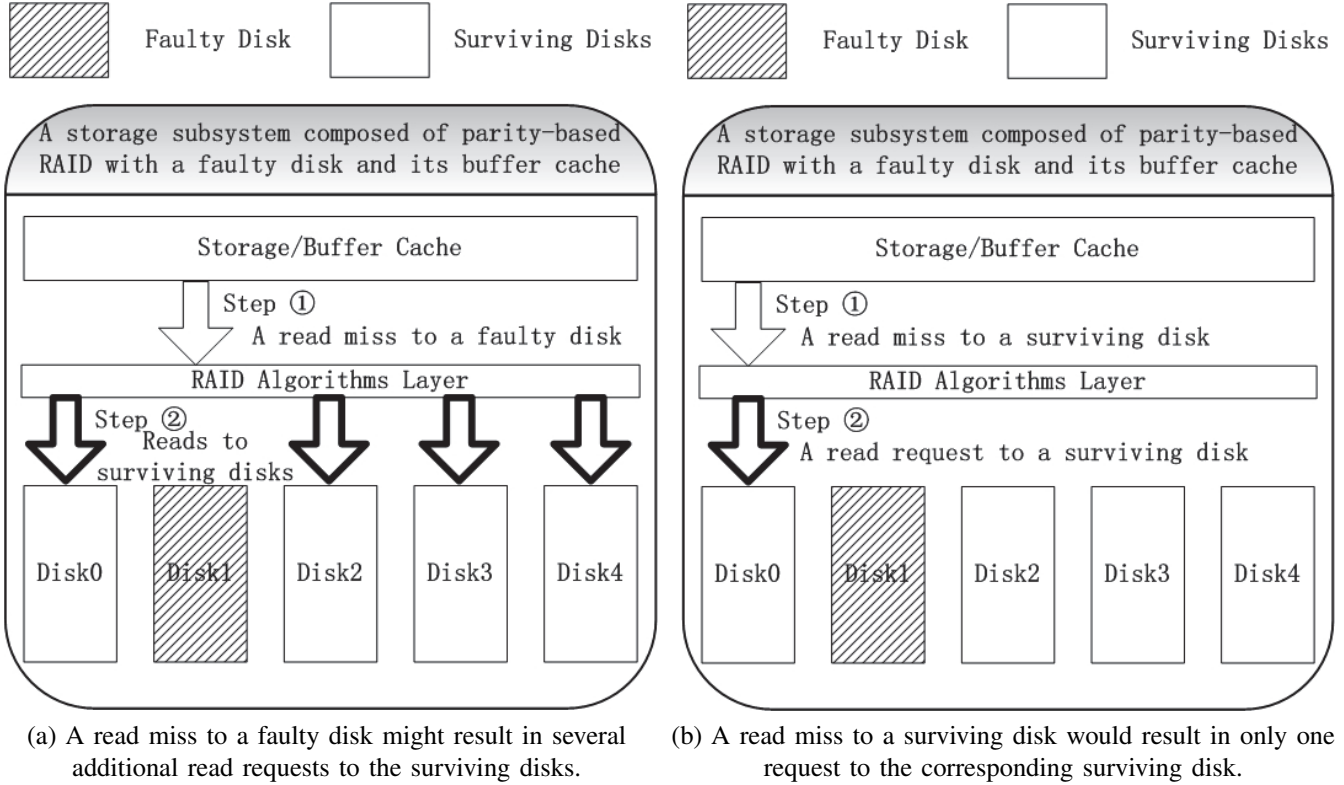 Faulty Disk
Surviving Disks
A storage subsystem composed of parity-based
RAID with a faulty disk and its buffer cache
Storage/Buffer Cache
Step ①
A read miss to a faulty disk
RAID Algorithms Layer
Step ②
Reads to
surviving disks
Disk0
Disk1
Disk2
Disk3
Disk4
(a) A read miss to a faulty disk might result in several
additional read requests to the surviving disks.
Faulty Disk
Surviving Disks
A storage subsystem composed of parity-based
RAID with a faulty disk and its buffer cache
Storage/Buffer Cache
Step ①
A read miss to a surviving disk
RAID Algorithms Layer
Step ②
A read request to a surviving disk
Disk0
Disk1
Disk2
Disk3
Disk4
(b) A read miss to a surviving disk would result in only one
request to the corresponding surviving disk.